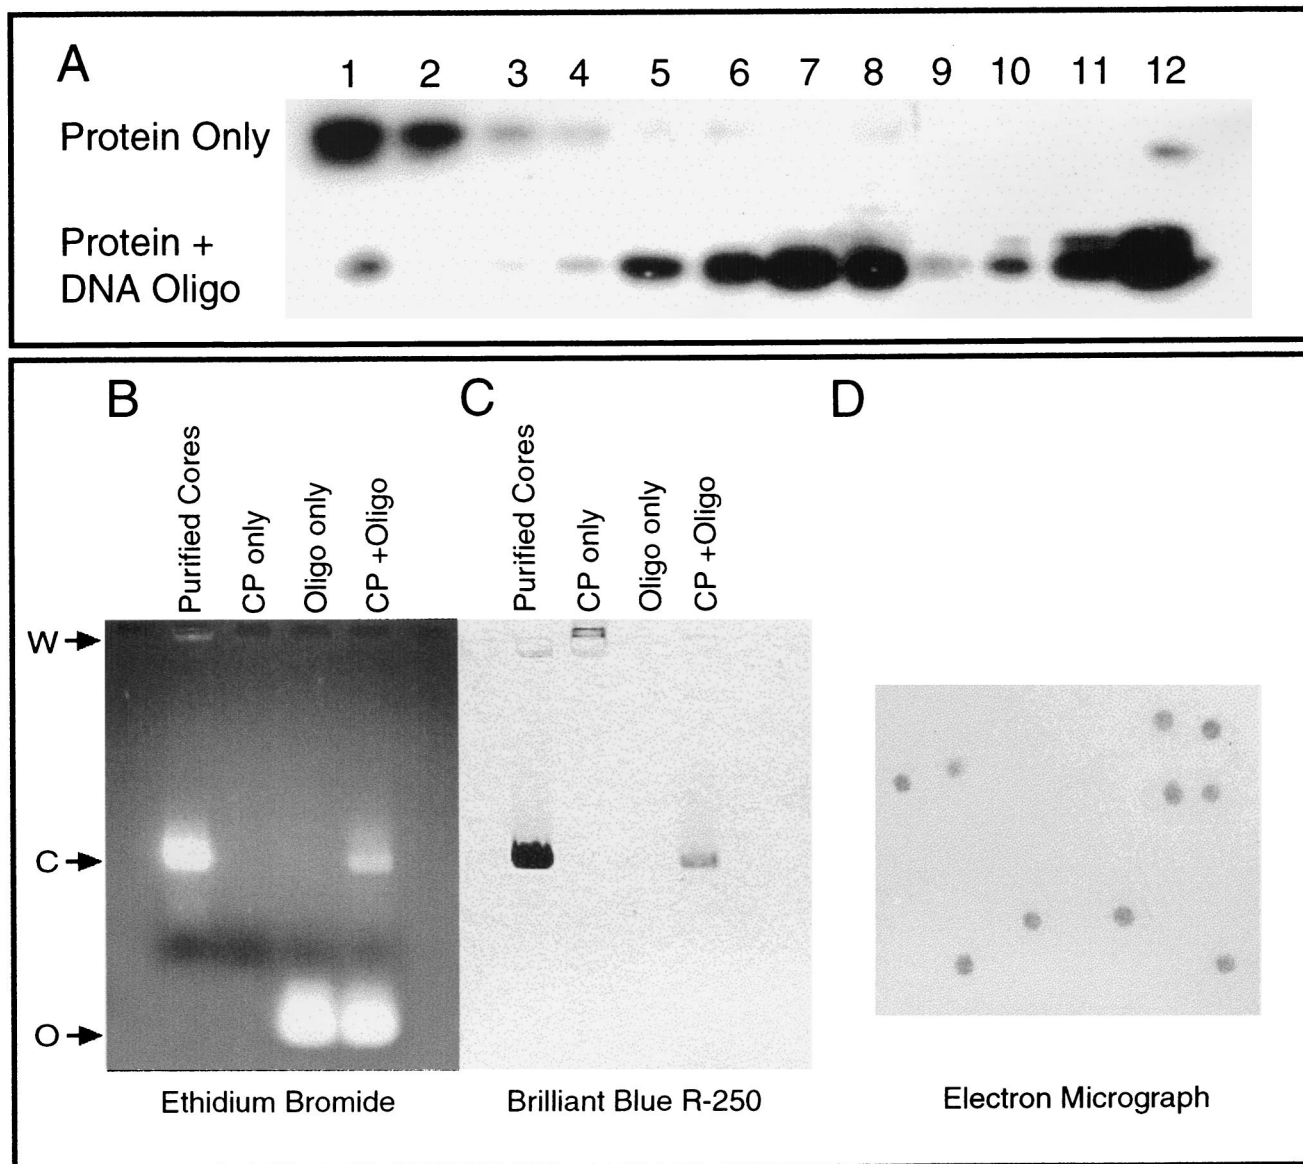 A
1 2 3 4 5 6 7 8 9 10 11 12
Protein Only
Protein +
DNA Oligo
B
C
D
Purified Cores
CP only
Oligo only
CP +Oligo
Purified Cores
CP only
Oligo only
CP +Oligo
W
C
O
Ethidium Bromide
Brilliant Blue R-250
Electron Micrograph